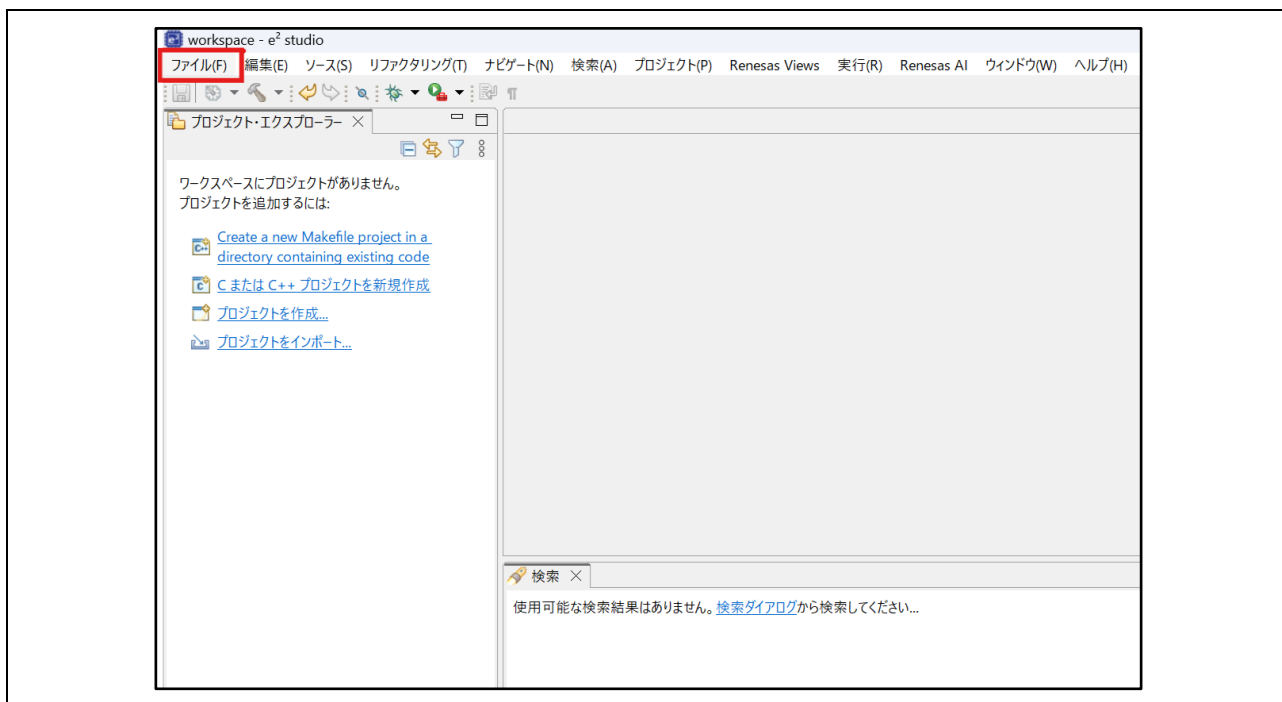 workspace - e² studio
ファイル(F) 編集(E) ソース(S) リファクタリング(T) ナビゲート(N) 検索(A) プロジェクト(P) Renesas Views 実行(R) Renesas AI ウィンドウ(W) ヘルプ(H)
プロジェクト・エクスプローラー
ワークスペースにプロジェクトがありません。
プロジェクトを追加するには:
Create a new Makefile project in a
directory containing existing code
C または C++ プロジェクトを新規作成
プロジェクトを作成...
プロジェクトをインポート...
検索
使用可能な検索結果はありません。検索ダイアログから検索してください...